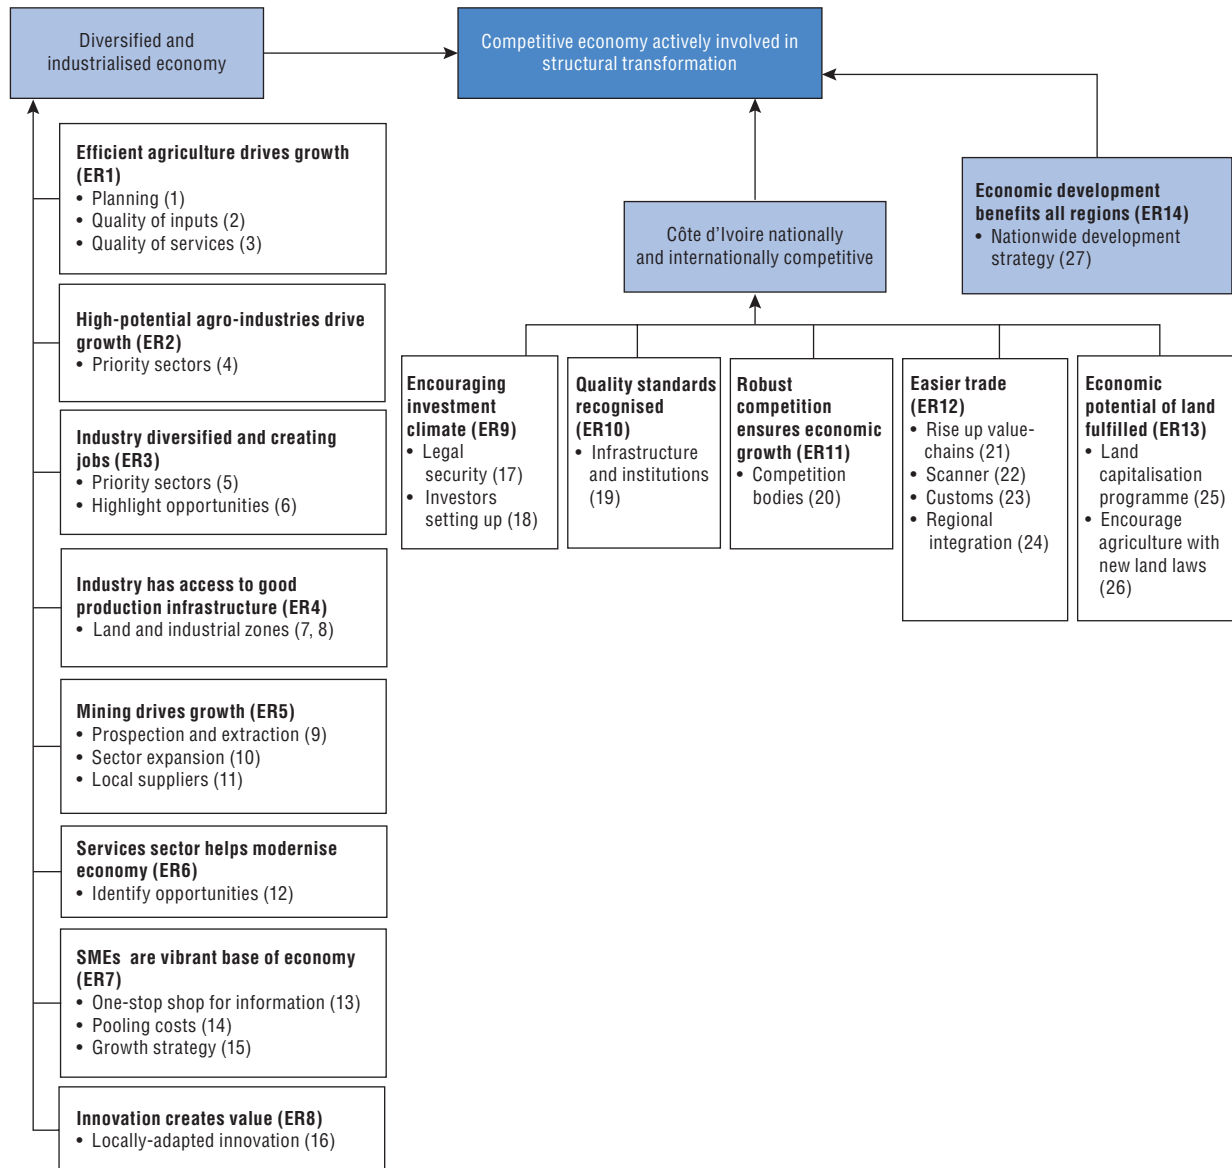 Diversified and
industrialised economy
Competitive economy actively involved in
structural transformation
Efficient agriculture drives growth
(ER1)
• Planning (1)
• Quality of inputs (2)
• Quality of services (3)
High-potential agro-industries drive
growth (ER2)
• Priority sectors (4)
Industry diversified and creating
jobs (ER3)
• Priority sectors (5)
• Highlight opportunities (6)
Industry has access to good
production infrastructure (ER4)
• Land and industrial zones (7, 8)
Mining drives growth (ER5)
• Prospection and extraction (9)
• Sector expansion (10)
• Local suppliers (11)
Services sector helps modernise
economy (ER6)
• Identify opportunities (12)
SMEs are vibrant base of economy
(ER7)
• One-stop shop for information (13)
• Pooling costs (14)
• Growth strategy (15)
Innovation creates value (ER8)
• Locally-adapted innovation (16)
Côte d'Ivoire nationally
and internationally competitive
Economic development
benefits all regions (ER14)
• Nationwide development
strategy (27)
Encouraging
investment
climate (ER9)
• Legal
security (17)
• Investors
setting up (18)
Quality standards
recognised
(ER10)
• Infrastructure
and institutions
(19)
Robust
competition
ensures economic
growth (ER11)
• Competition
bodies (20)
Easier trade
(ER12)
• Rise up value-
chains (21)
• Scanner (22)
• Customs (23)
• Regional
integration (24)
Economic
potential of land
fulfilled (ER13)
• Land
capitalisation
programme (25)
• Encourage
agriculture with
new land laws
(26)